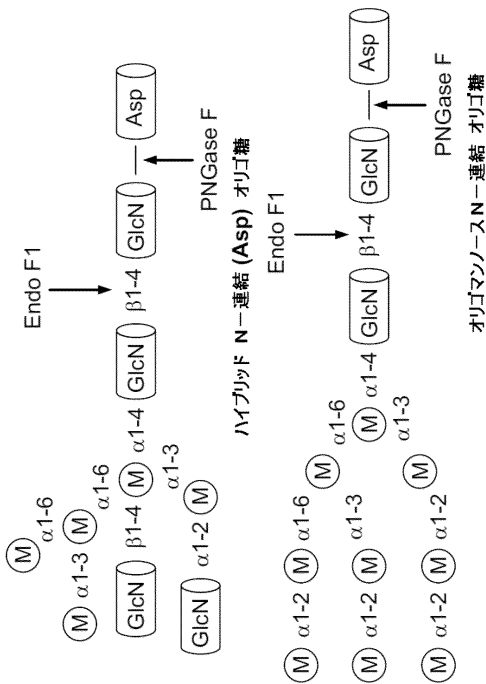 Endo F1
M
α1-6
M α1-3 M
α1-6
GlcN β1-4 M α1-4 GlcN β1-4 GlcN Asp
α1-3
GlcN α1-2 M
PNGase F
ハイブリッド N－連結 (Asp) オリゴ糖
Endo F1
M α1-2 M α1-6
M
α1-6
M α1-2 M α1-3 M α1-4 GlcN β1-4 GlcN Asp
α1-3
M
M α1-2 M α1-2
PNGase F
オリゴマンノースN－連結 オリゴ糖